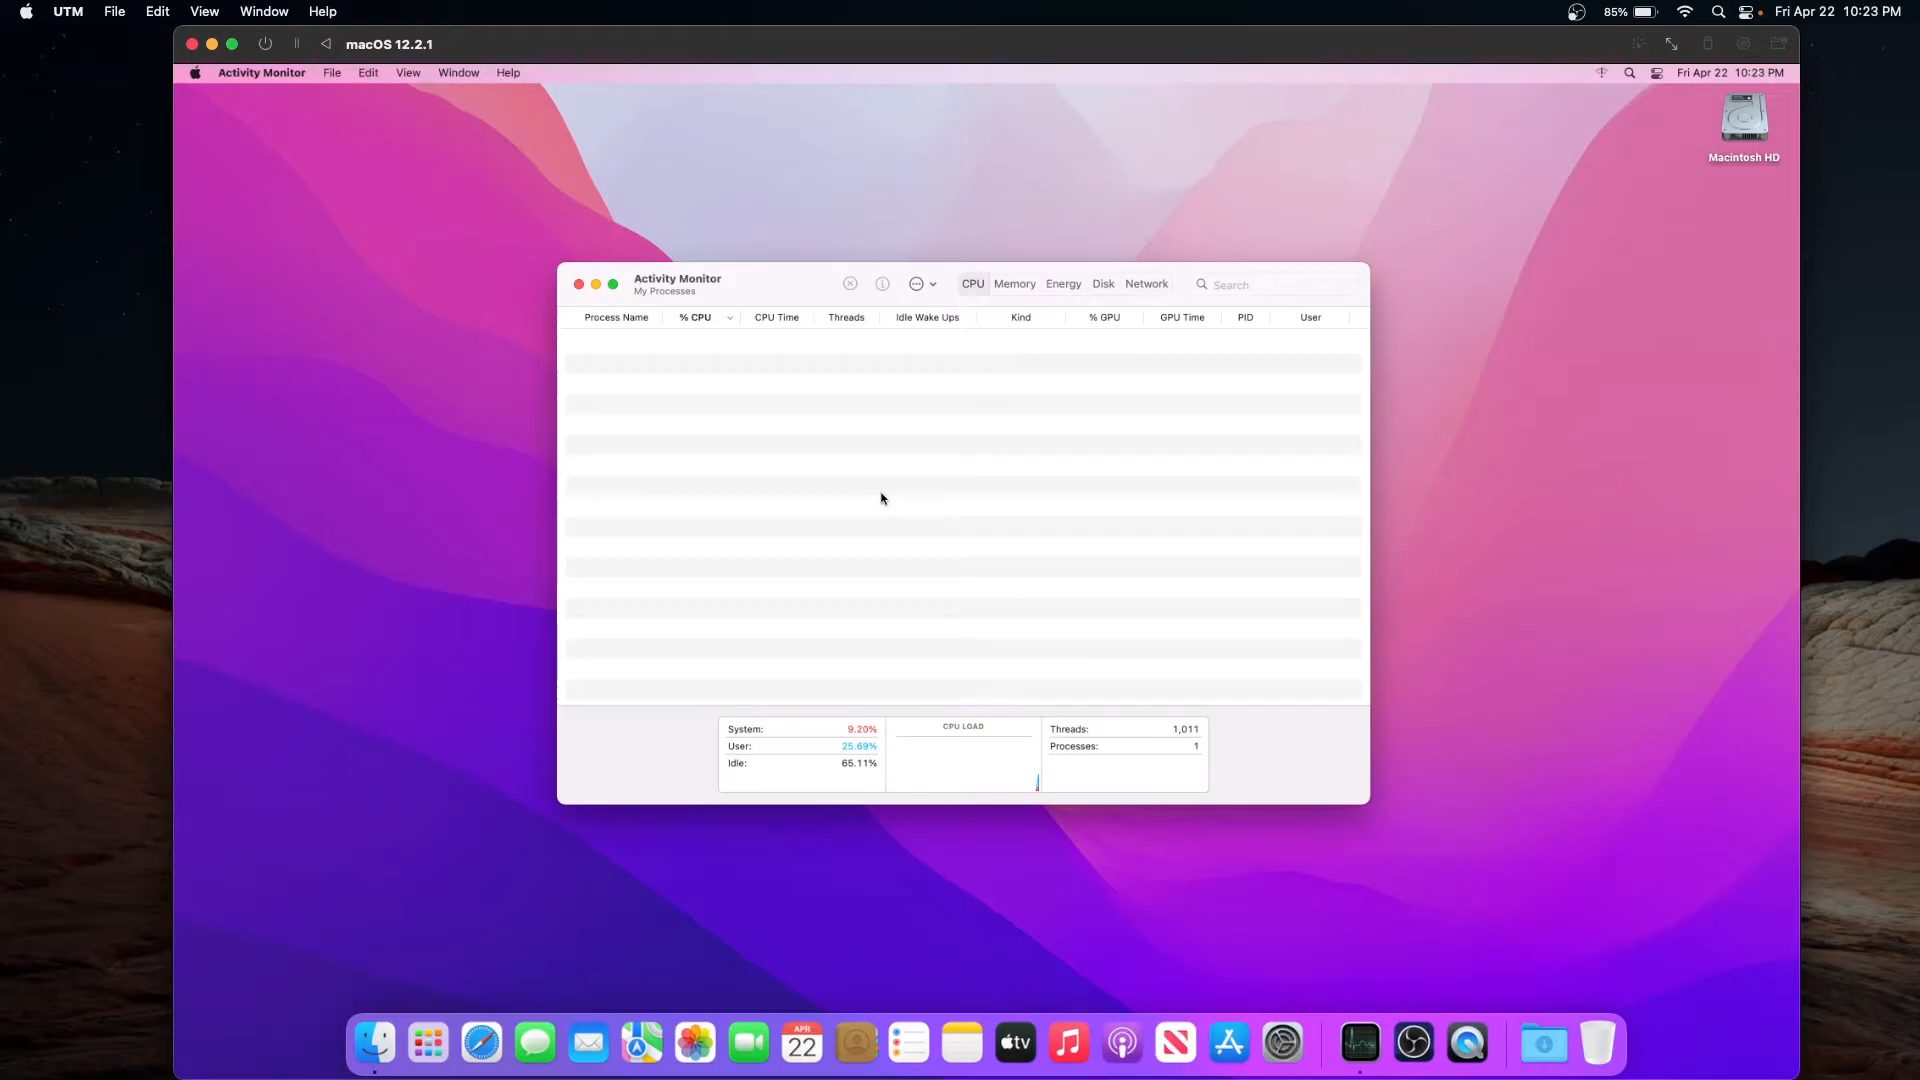 UTM File Edit View Window Help 85% Fri Apr 22 10:23 PM
macOS 12.2.1
Activity Monitor File Edit View Window Help Fri Apr 22 10:23 PM
Macintosh HD
Activity Monitor
My Processes
CPU Memory Energy Disk Network Search
Process Name % CPU CPU Time Threads Idle Wake Ups Kind % GPU GPU Time PID User
System: 9.20%
User: 25.69%
Idle: 65.11%
CPU LOAD
Threads: 1,011
Processes: 1
APR
22
tv